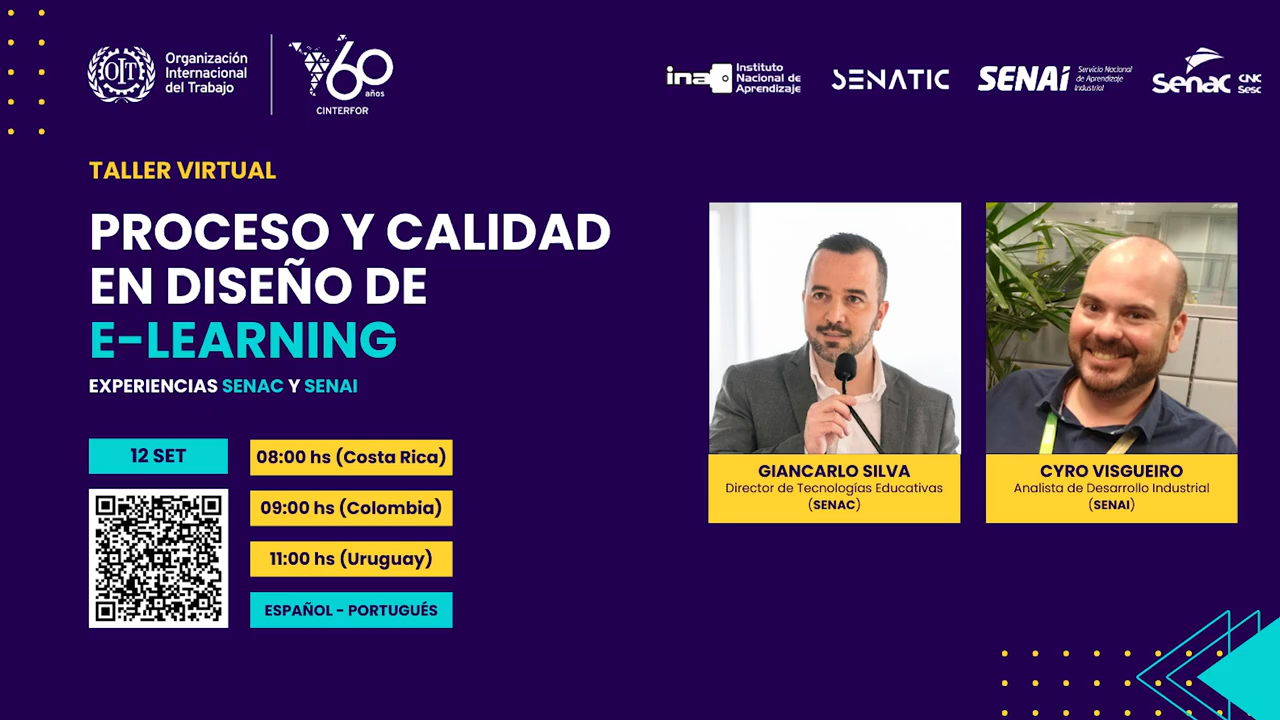 OIT
Organización
Internacional
del Trabajo
60
años
CINTERFOR
ina
Instituto
Nacional de
Aprendizaje
SENATIC
SENAI
Servicio Nacional
de Aprendizaje
Industrial
Senac
CNC
Sesc
TALLER VIRTUAL
PROCESO Y CALIDAD
EN DISEÑO DE
E-LEARNING
EXPERIENCIAS SENAC Y SENAI
12 SET
08:00 hs (Costa Rica)
09:00 hs (Colombia)
11:00 hs (Uruguay)
ESPAÑOL - PORTUGUÉS
GIANCARLO SILVA
Director de Tecnologías Educativas
(SENAC)
CYRO VISGUEIRO
Analista de Desarrollo Industrial
(SENAI)